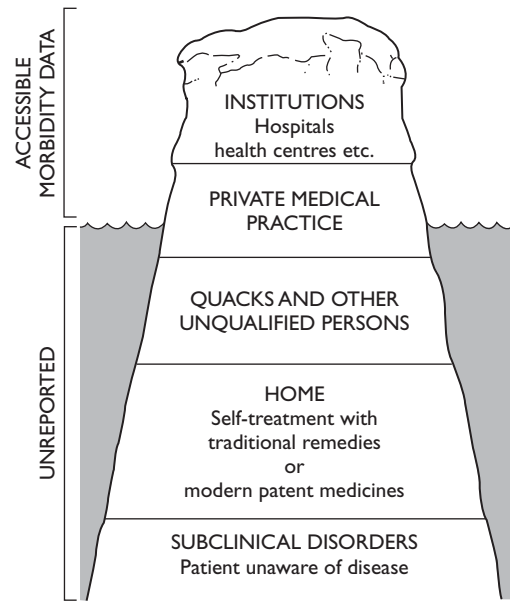 ACCESSIBLE
MORBIDITY DATA
INSTITUTIONS
Hospitals
health centres etc.
PRIVATE MEDICAL
PRACTICE
UNREPORTED
QUACKS AND OTHER
UNQUALIFIED PERSONS
HOME
Self-treatment with
traditional remedies
or
modern patent medicines
SUBCLINICAL DISORDERS
Patient unaware of disease